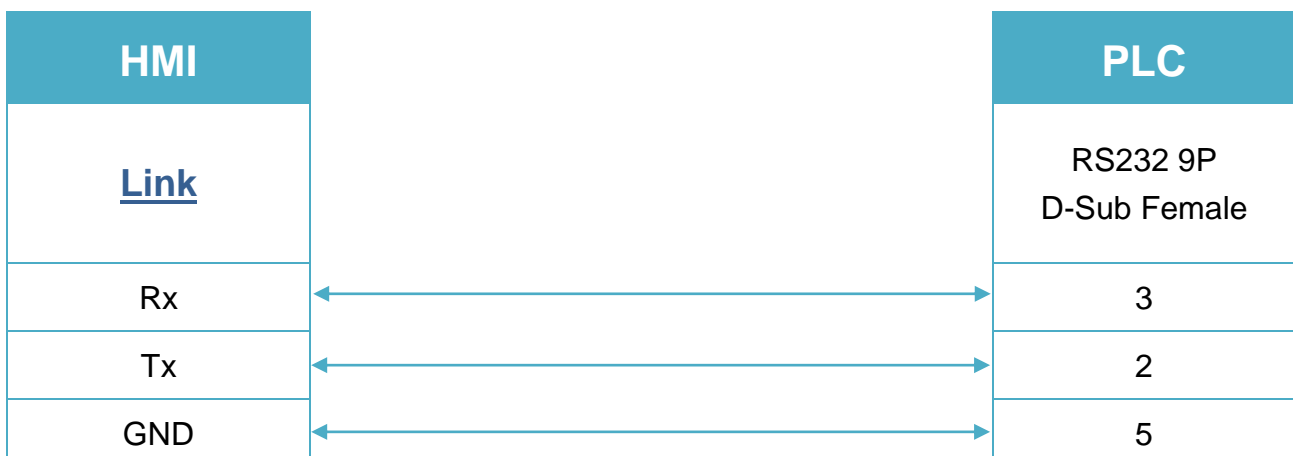 HMI PLC
Link
RS232 9P
D-Sub Female
Rx 3
Tx 2
GND 5